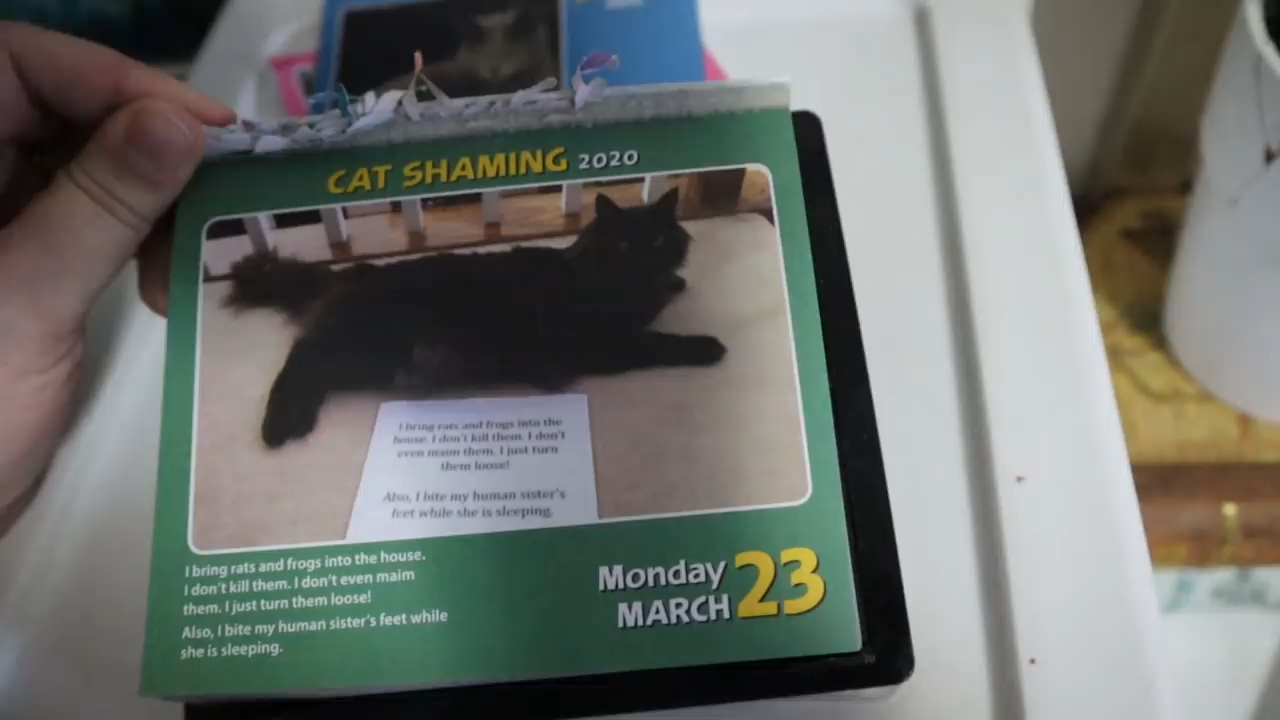 CAT SHAMING 2020
I bring rats and frogs into the
house. I don't kill them. I don't
even maim them. I just turn
them loose!
Also, I bite my human sister's
feet while she is sleeping.
I bring rats and frogs into the house.
I don't kill them. I don't even maim
them. I just turn them loose!
Also, I bite my human sister's feet while
she is sleeping.
Monday
MARCH 23